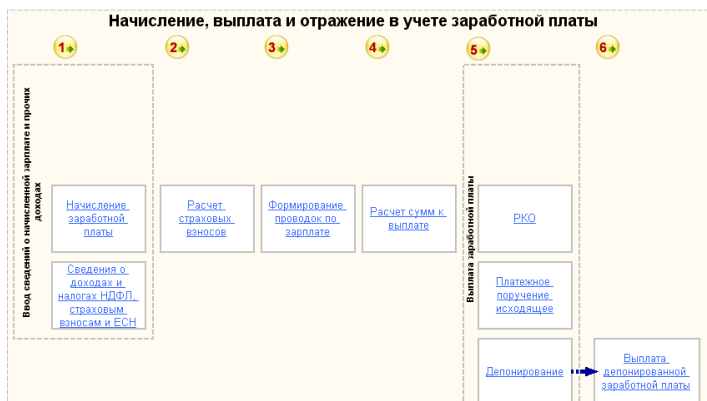 Начисление, выплата и отражение в учете заработной платы
1
2
3
4
5
6
Ввод сведений о начисленной зарплате и прочих
доходах
Начисление
заработной
платы
Сведения о
доходах и
налогах НДФЛ,
страховым
взносам и ЕСН
Расчет
страховых
взносов
Формирование
проводок по
зарплате
Расчет сумм к
выплате
Выплата заработной платы
РКО
Платежное
поручение
исходящее
Депонирование
Выплата
депонированной
заработной платы